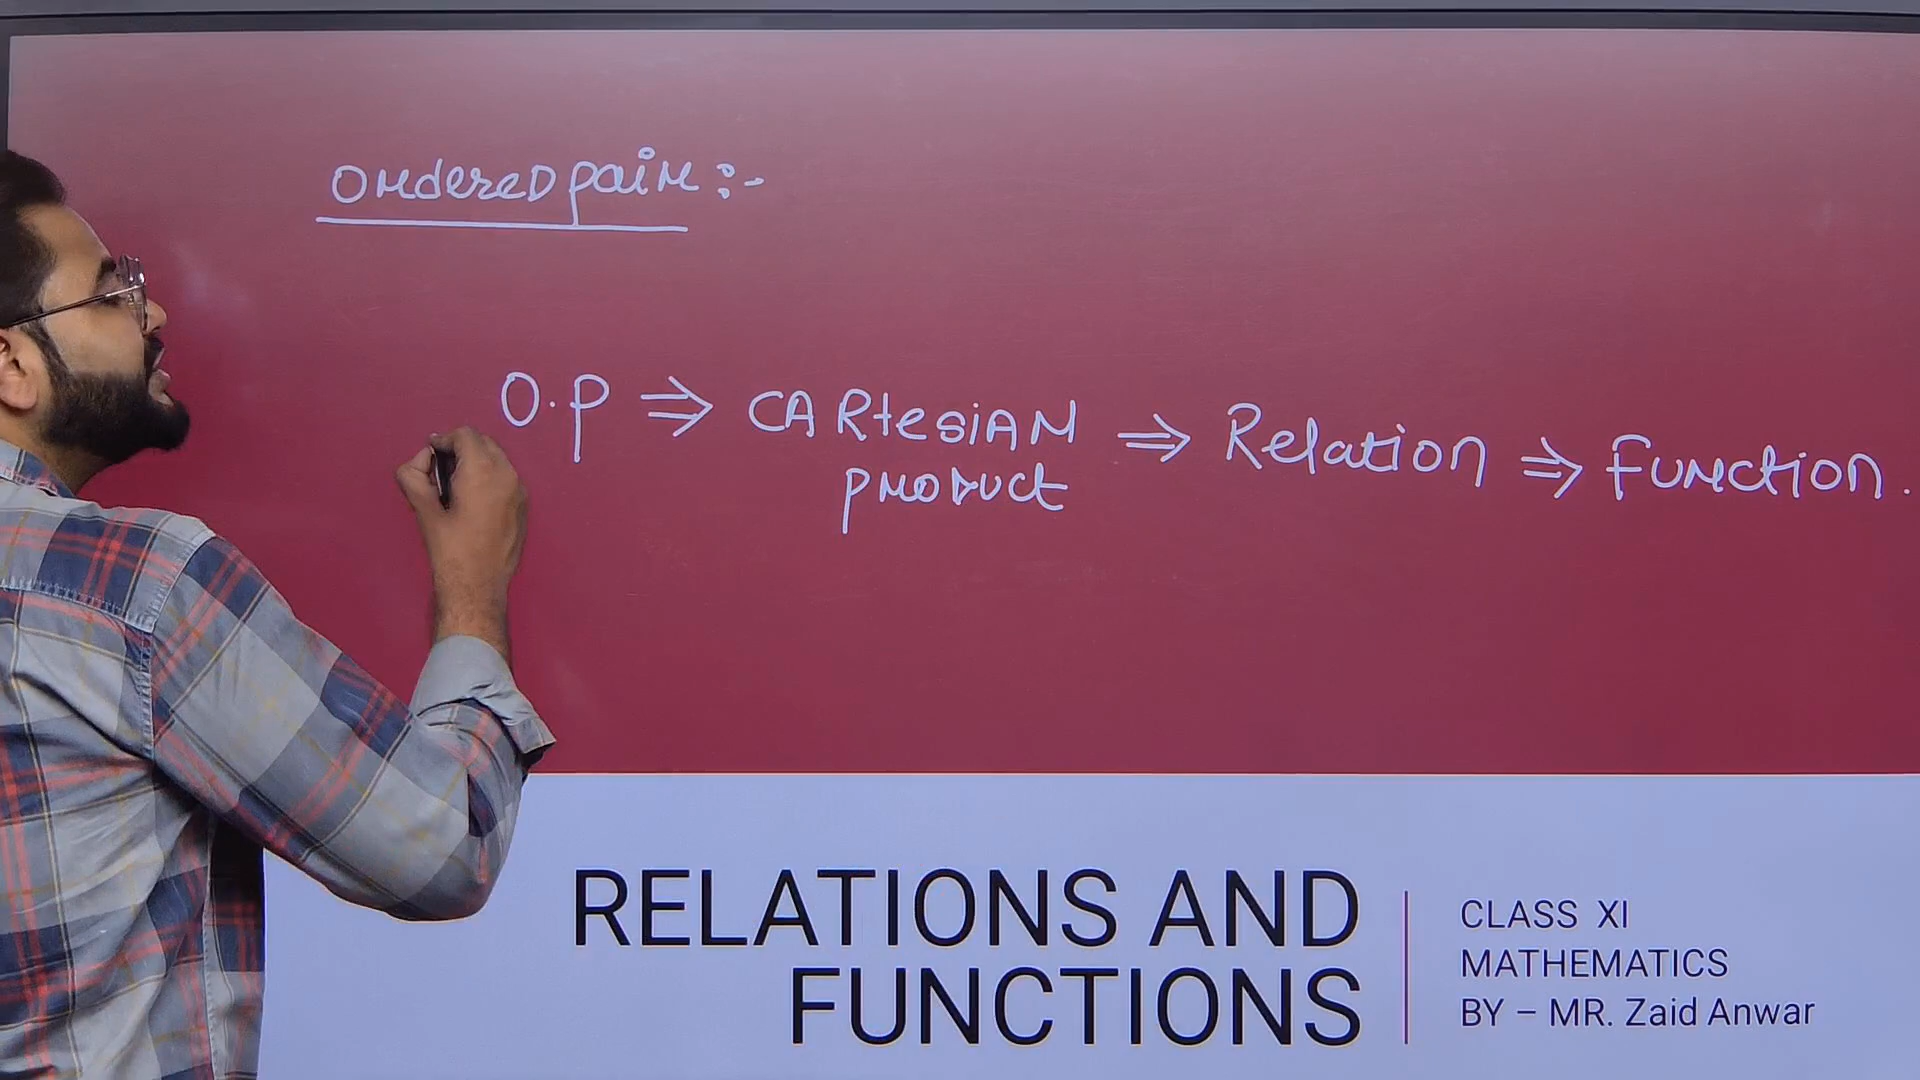 Ordered pair :-
O.P ⇒ CARtesiAN ⇒ Relation ⇒ Function.
product
RELATIONS AND
FUNCTIONS
CLASS XI
MATHEMATICS
BY – MR. Zaid Anwar